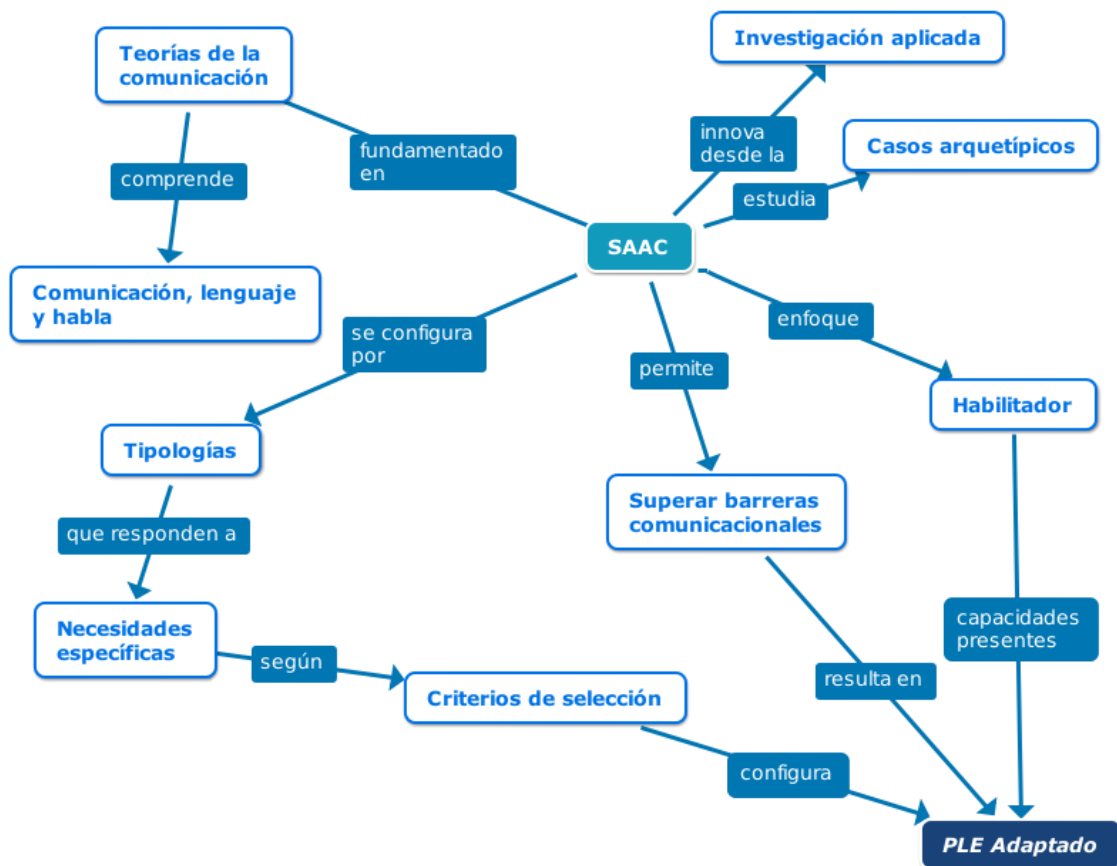 Teorías de la
comunicación
Investigación aplicada
innova
desde la
fundamentado
en
Casos arquetípicos
comprende
estudia
SAAC
Comunicación, lenguaje
y habla
se configura
por
enfoque
permite
Habilitador
Tipologías
Superar barreras
comunicacionales
que responden a
Necesidades
específicas
capacidades
presentes
según
resulta en
Criterios de selección
configura
PLE Adaptado